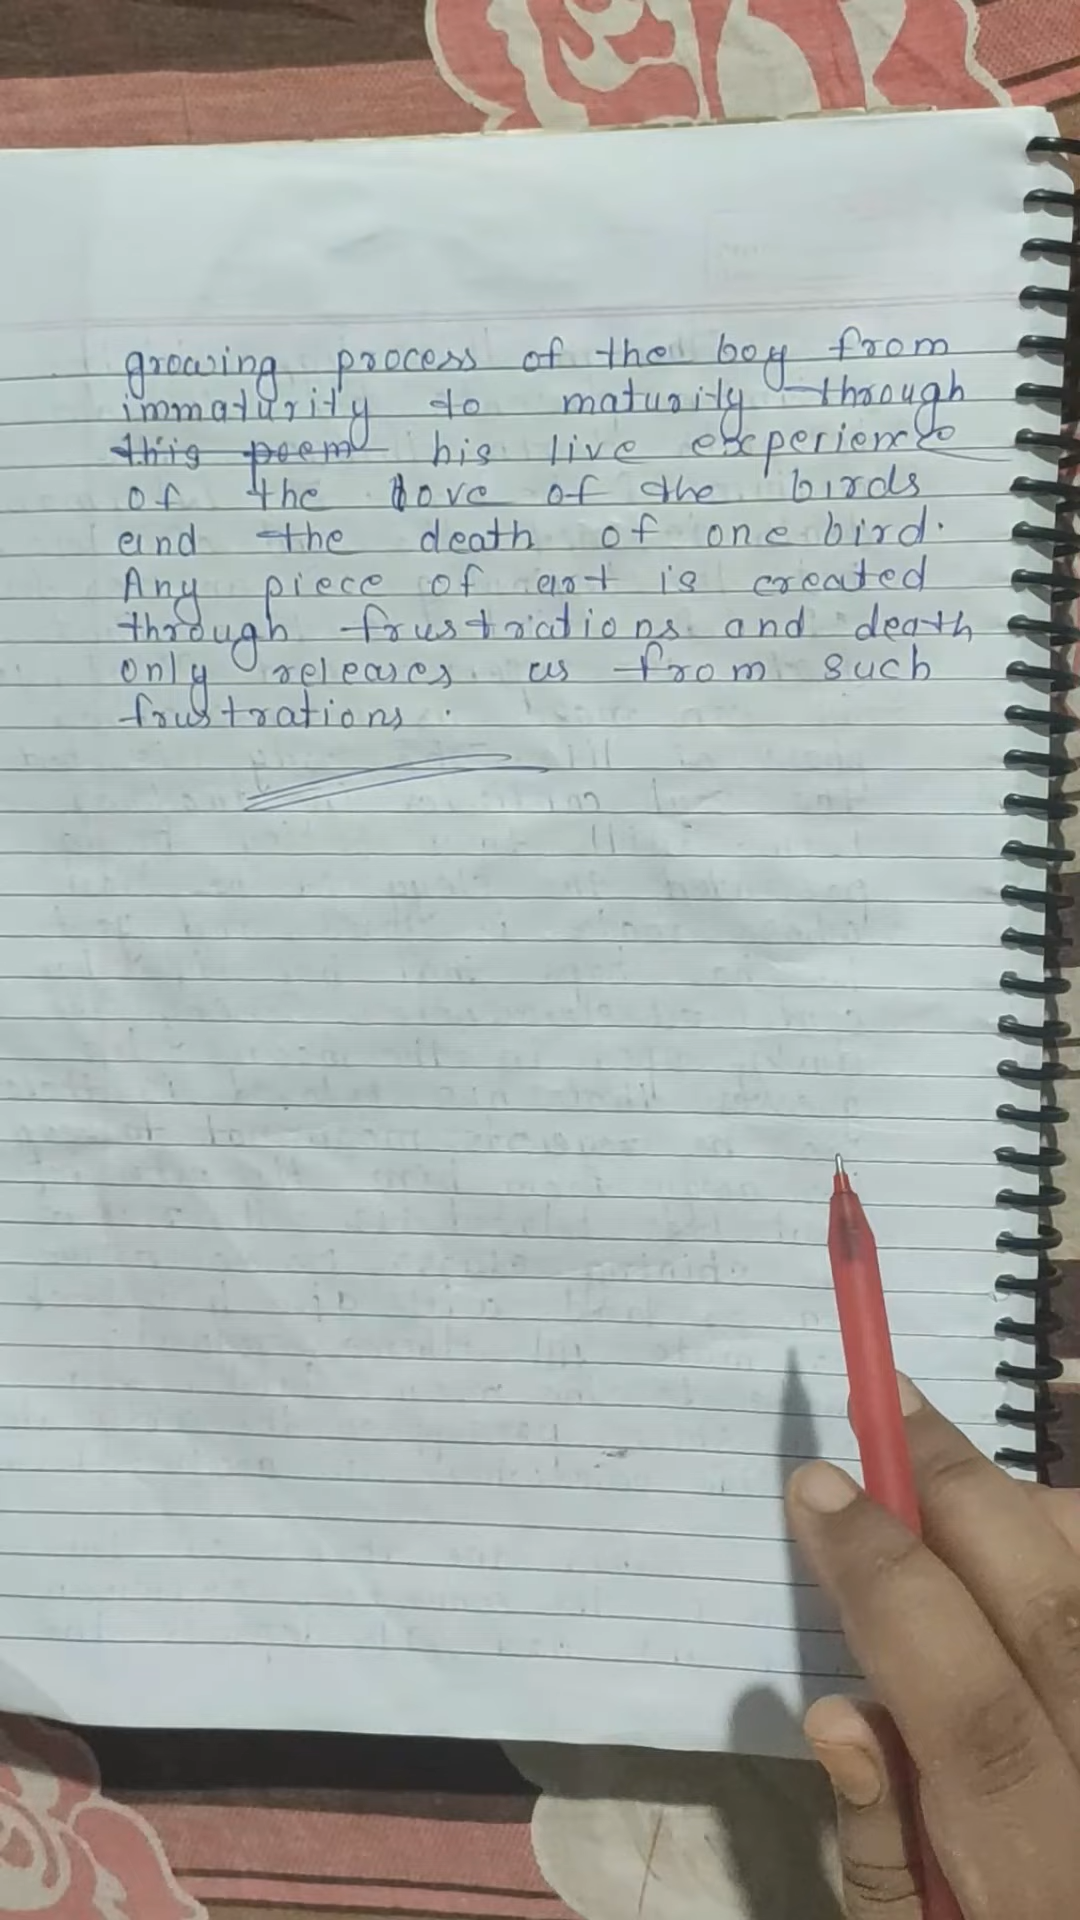 growing process of the boy from
immaturity to maturity through
this poem his live experience
of the love of the birds
and the death of one bird.
Any piece of art is created
through frustrations and death
only releases us from such
frustrations.